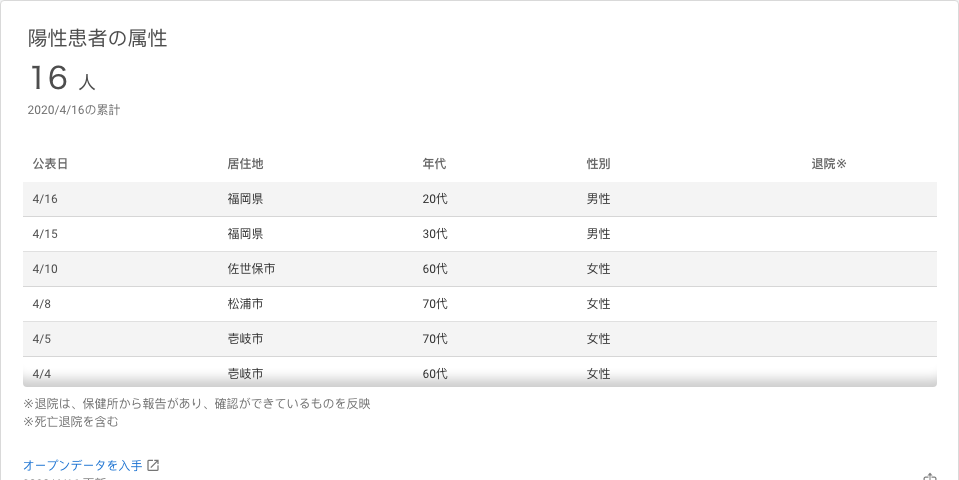 陽性患者の属性
16 人
2020/4/16の累計
公表日 居住地 年代 性別 退院※
4/16 福岡県 20代 男性
4/15 福岡県 30代 男性
4/10 佐世保市 60代 女性
4/8 松浦市 70代 女性
4/5 壱岐市 70代 女性
4/4 壱岐市 60代 女性
※退院は、保健所から報告があり、確認ができているものを反映
※死亡退院を含む
オープンデータを入手